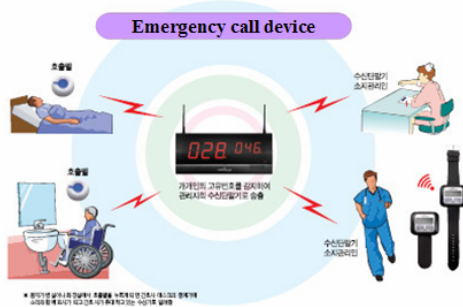 Emergency call device
호출벨
수신단말기
소지관리인
028 046
개개인의 고유번호를 감지하여
관리자의 수신단말기로 송출
호출벨
수신단말기
소지관리인